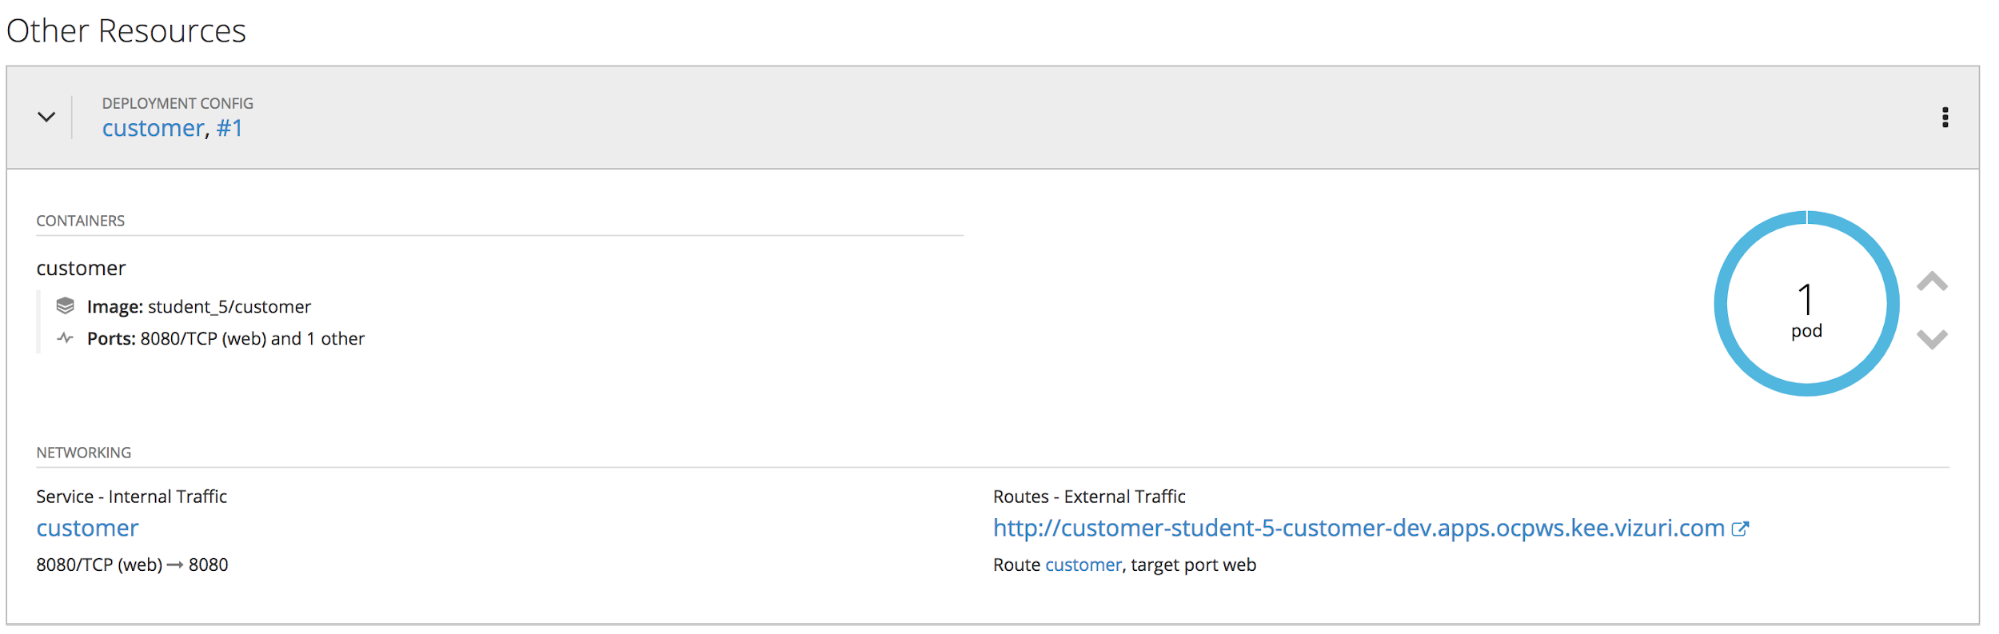 Other Resources
DEPLOYMENT CONFIG
customer, #1
CONTAINERS
customer
Image: student_5/customer
Ports: 8080/TCP (web) and 1 other
1
pod
NETWORKING
Service - Internal Traffic
customer
8080/TCP (web) → 8080
Routes - External Traffic
http://customer-student-5-customer-dev.apps.ocpws.kee.vizuri.com
Route customer, target port web